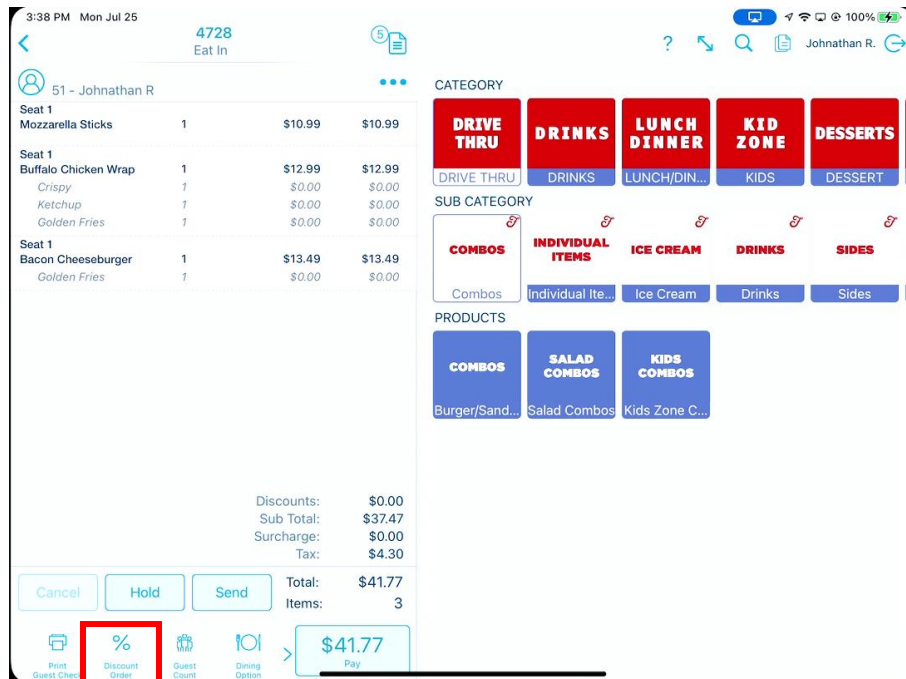 3:38 PM Mon Jul 25
100%
4728
Eat In
5
?
Johnathan R.
51 - Johnathan R
Seat 1
Mozzarella Sticks 1 $10.99 $10.99
Seat 1
Buffalo Chicken Wrap 1 $12.99 $12.99
Crispy 1 $0.00 $0.00
Ketchup 1 $0.00 $0.00
Golden Fries 1 $0.00 $0.00
Seat 1
Bacon Cheeseburger 1 $13.49 $13.49
Golden Fries 1 $0.00 $0.00
Discounts: $0.00
Sub Total: $37.47
Surcharge: $0.00
Tax: $4.30
Cancel
Hold
Send
Total: $41.77
Items: 3
Print
Guest Chec
%
Discount
Order
Guest
Count
Dining
Option
$41.77
Pay
CATEGORY
DRIVE
THRU
DRIVE THRU
DRINKS
DRINKS
LUNCH
DINNER
LUNCH/DIN...
KID
ZONE
KIDS
DESSERTS
DESSERT
SUB CATEGORY
COMBOS
Combos
INDIVIDUAL
ITEMS
Individual Ite...
ICE CREAM
Ice Cream
DRINKS
Drinks
SIDES
Sides
PRODUCTS
COMBOS
Burger/Sand...
SALAD
COMBOS
Salad Combos
KIDS
COMBOS
Kids Zone C...